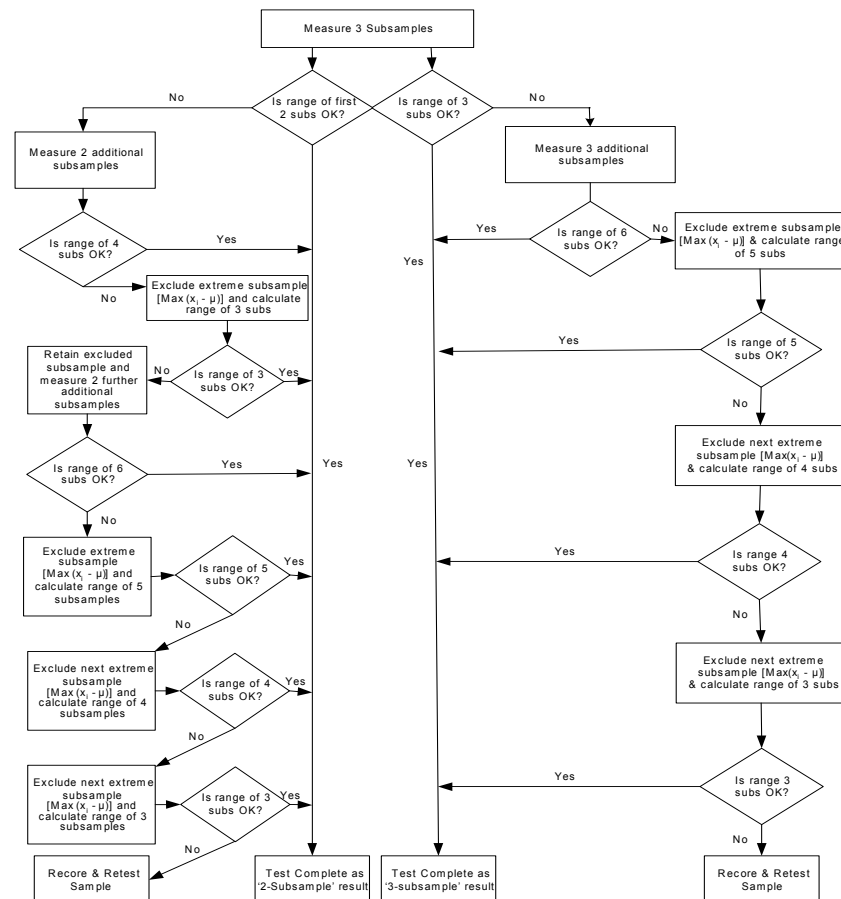 Measure 3 Subsamples
Yes
Yes
No
Is range of first
2 subs OK?
Is range of 3
subs OK?
No
Measure 2 additional
subsamples
Measure 3 additional
subsamples
Is range of 4
subs OK?
Yes
Yes
Is range of 6
subs OK?
No
Exclude extreme subsample
[Max (xᵢ - μ)] & calculate range
of 5 subs
Yes
No
Exclude extreme subsample
[Max (xᵢ - μ)] and calculate
range of 3 subs
Retain excluded
subsample and
measure 2 further
additional
subsamples
No
Is range of 3
subs OK?
Yes
Yes
Is range of 5
subs OK?
No
Is range of 6
subs OK?
Yes
Yes
Yes
Exclude next extreme
subsample [Max(xᵢ - μ)]
& calculate range of 4 subs
No
Exclude extreme
subsample
[Max (xᵢ - μ)] and
calculate range of 5
subsamples
Is range of 5
subs OK?
Yes
Yes
Is range 4
subs OK?
No
No
Exclude next extreme
subsample
[Max (xᵢ - μ)] and
calculate range of 4
subsamples
Is range of 4
subs OK?
Yes
Exclude next extreme
subsample [Max(xᵢ - μ)]
& calculate range of 3 subs
No
Exclude next extreme
subsample
[Max (xᵢ - μ)] and
calculate range of 3
subsamples
Is range of 3
subs OK?
Yes
Yes
Is range 3
subs OK?
No
No
Recore & Retest
Sample
Test Complete as
'2-Subsample' result
Test Complete as
'3-subsample' result
Recore & Retest
Sample